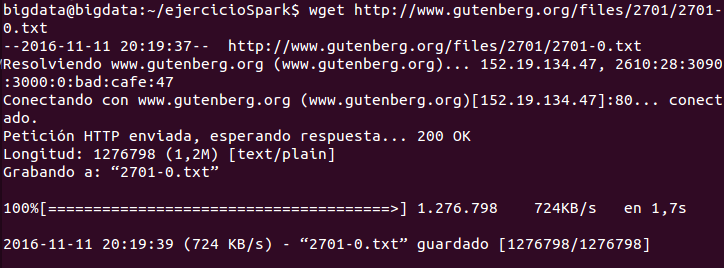 bigdata@bigdata:~/ejercicioSpark$ wget http://www.gutenberg.org/files/2701/2701-
0.txt
--2016-11-11 20:19:37--  http://www.gutenberg.org/files/2701/2701-0.txt
Resolviendo www.gutenberg.org (www.gutenberg.org)... 152.19.134.47, 2610:28:3090
:3000:0:bad:cafe:47
Conectando con www.gutenberg.org (www.gutenberg.org)[152.19.134.47]:80... conect
ado.
Petición HTTP enviada, esperando respuesta... 200 OK
Longitud: 1276798 (1,2M) [text/plain]
Grabando a: “2701-0.txt”
100%[======================================>] 1.276.798    724KB/s   en 1,7s
2016-11-11 20:19:39 (724 KB/s) - “2701-0.txt” guardado [1276798/1276798]